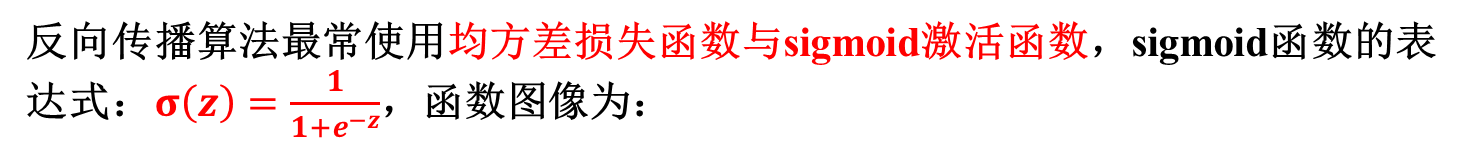 反向传播算法最常使用均方差损失函数与sigmoid激活函数，sigmoid函数的表
达式：σ(z) = \frac{1}{1+e^{-z}}，函数图像为：